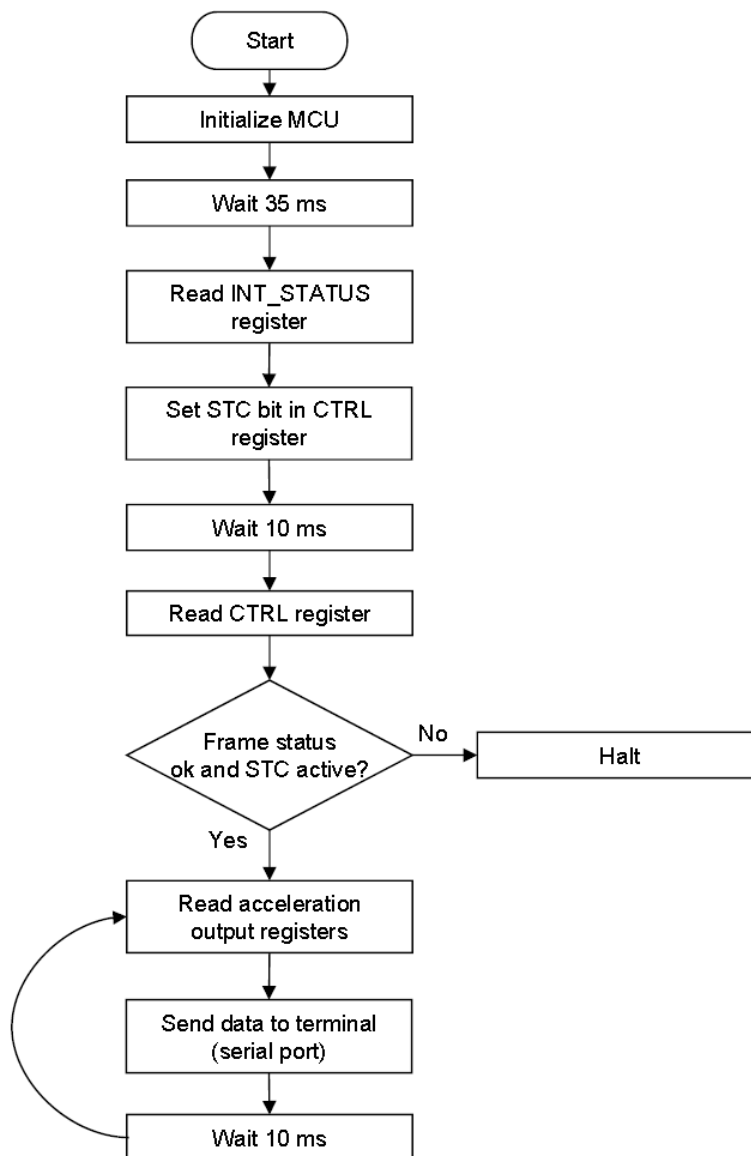 Start
Initialize MCU
Wait 35 ms
Read INT_STATUS
register
Set STC bit in CTRL
register
Wait 10 ms
Read CTRL register
Frame status
ok and STC active?
No
Halt
Yes
Read acceleration
output registers
Send data to terminal
(serial port)
Wait 10 ms